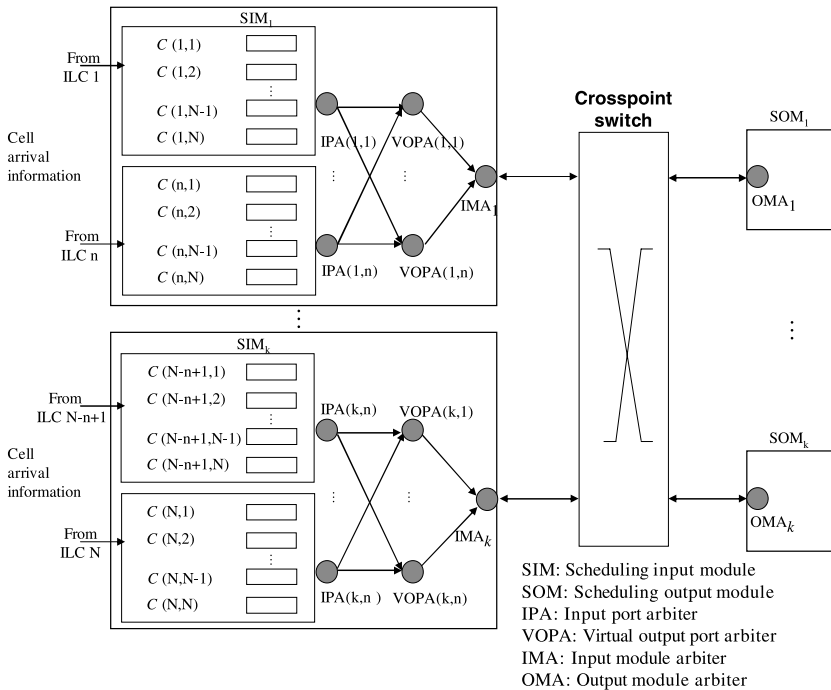 SIM1
From
ILC 1
C (1,1)
C (1,2)
⋮
C (1,N-1)
C (1,N)
Cell
arrival
information
C (n,1)
C (n,2)
⋮
C (n,N-1)
C (n,N)
From
ILC n
IPA(1,1)
VOPA(1,1)
⋮
⋮
IPA(1,n)
VOPA(1,n)
IMA1
Crosspoint
switch
SOM1
OMA1
⋮
⋮
SIMk
From
ILC N-n+1
C (N-n+1,1)
C (N-n+1,2)
⋮
C (N-n+1,N-1)
C (N-n+1,N)
Cell
arrival
information
C (N,1)
C (N,2)
⋮
C (N,N-1)
C (N,N)
From
ILC N
IPA(k,n)
VOPA(k,1)
⋮
⋮
IPA(k,n )
VOPA(k,n)
IMAk
SOMk
OMAk
SIM: Scheduling input module
SOM: Scheduling output module
IPA: Input port arbiter
VOPA: Virtual output port arbiter
IMA: Input module arbiter
OMA: Output module arbiter